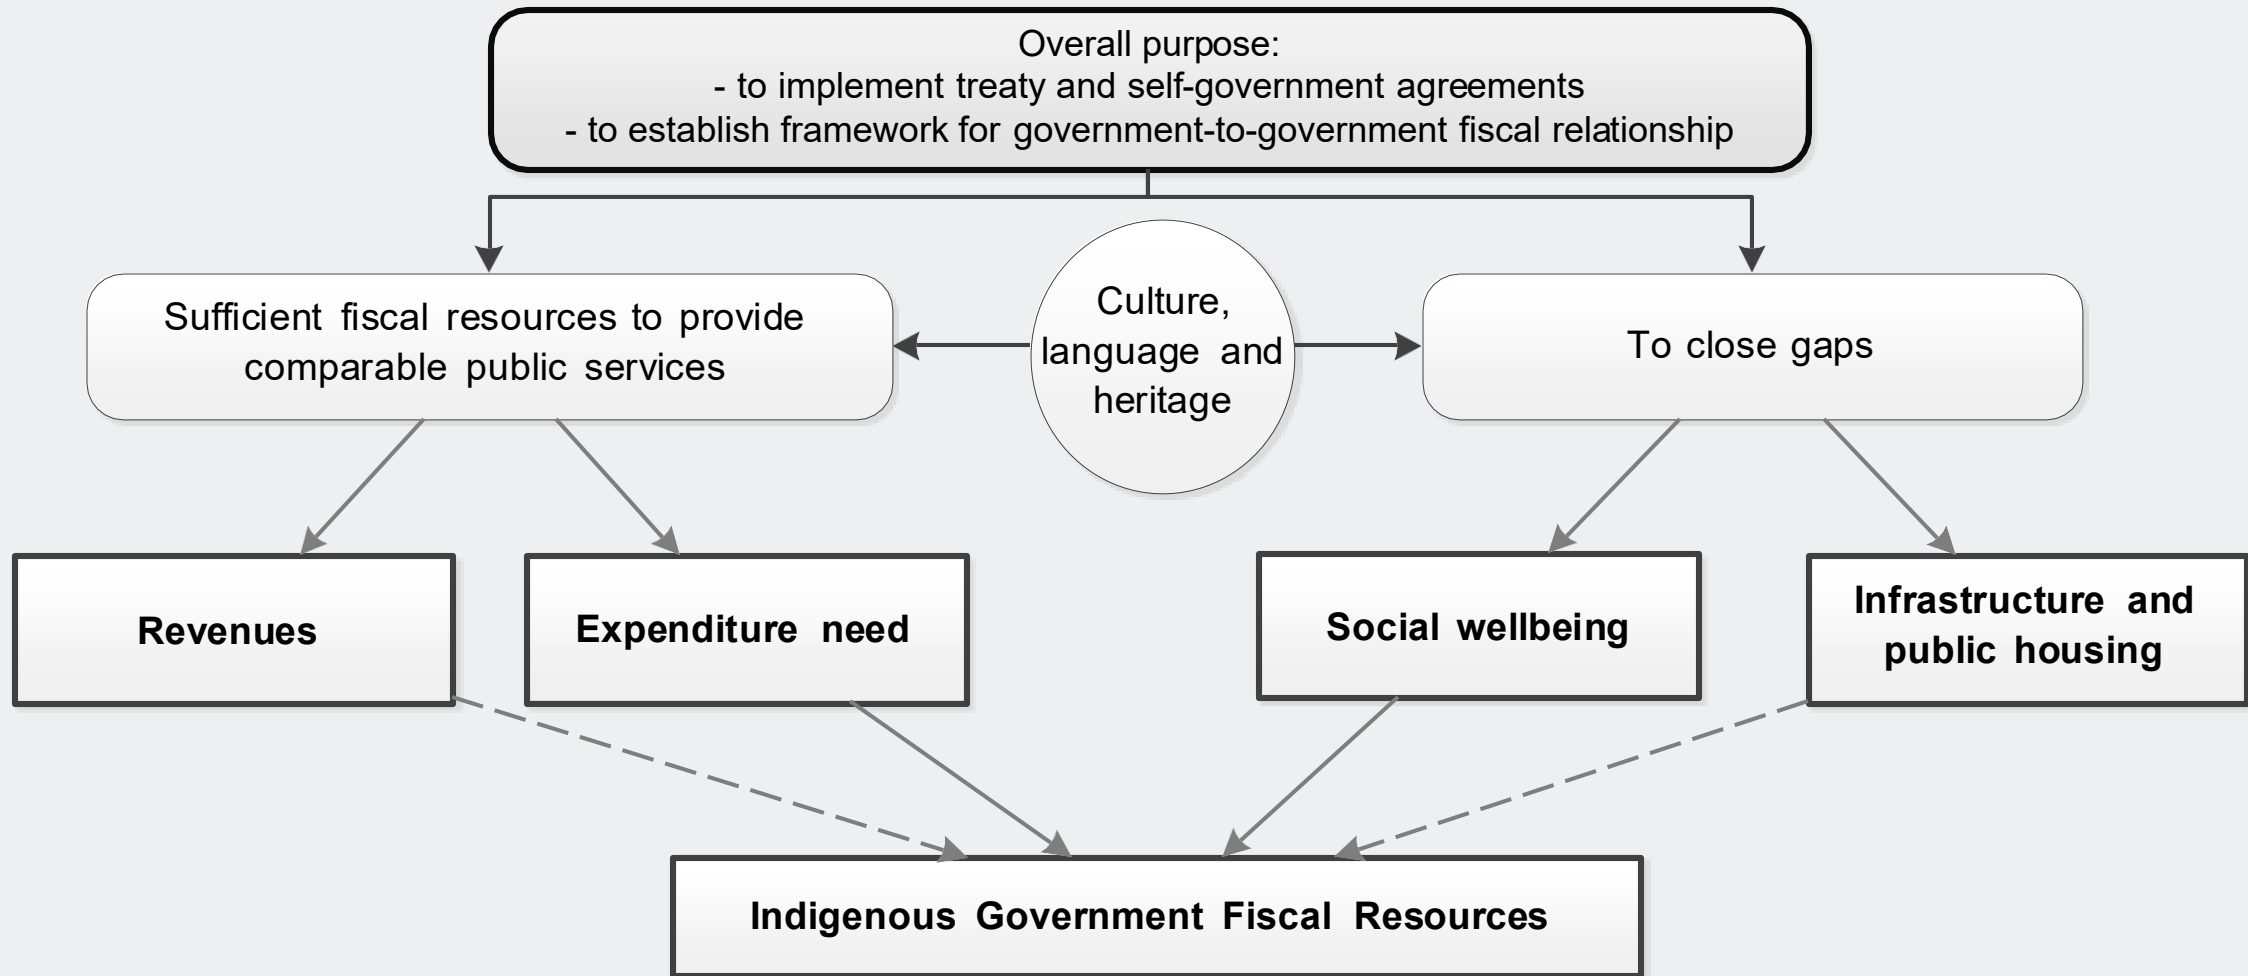 Overall purpose:
- to implement treaty and self-government agreements
- to establish framework for government-to-government fiscal relationship
Sufficient fiscal resources to provide
comparable public services
Culture,
language and
heritage
To close gaps
Revenues
Expenditure need
Social wellbeing
Infrastructure and
public housing
Indigenous Government Fiscal Resources